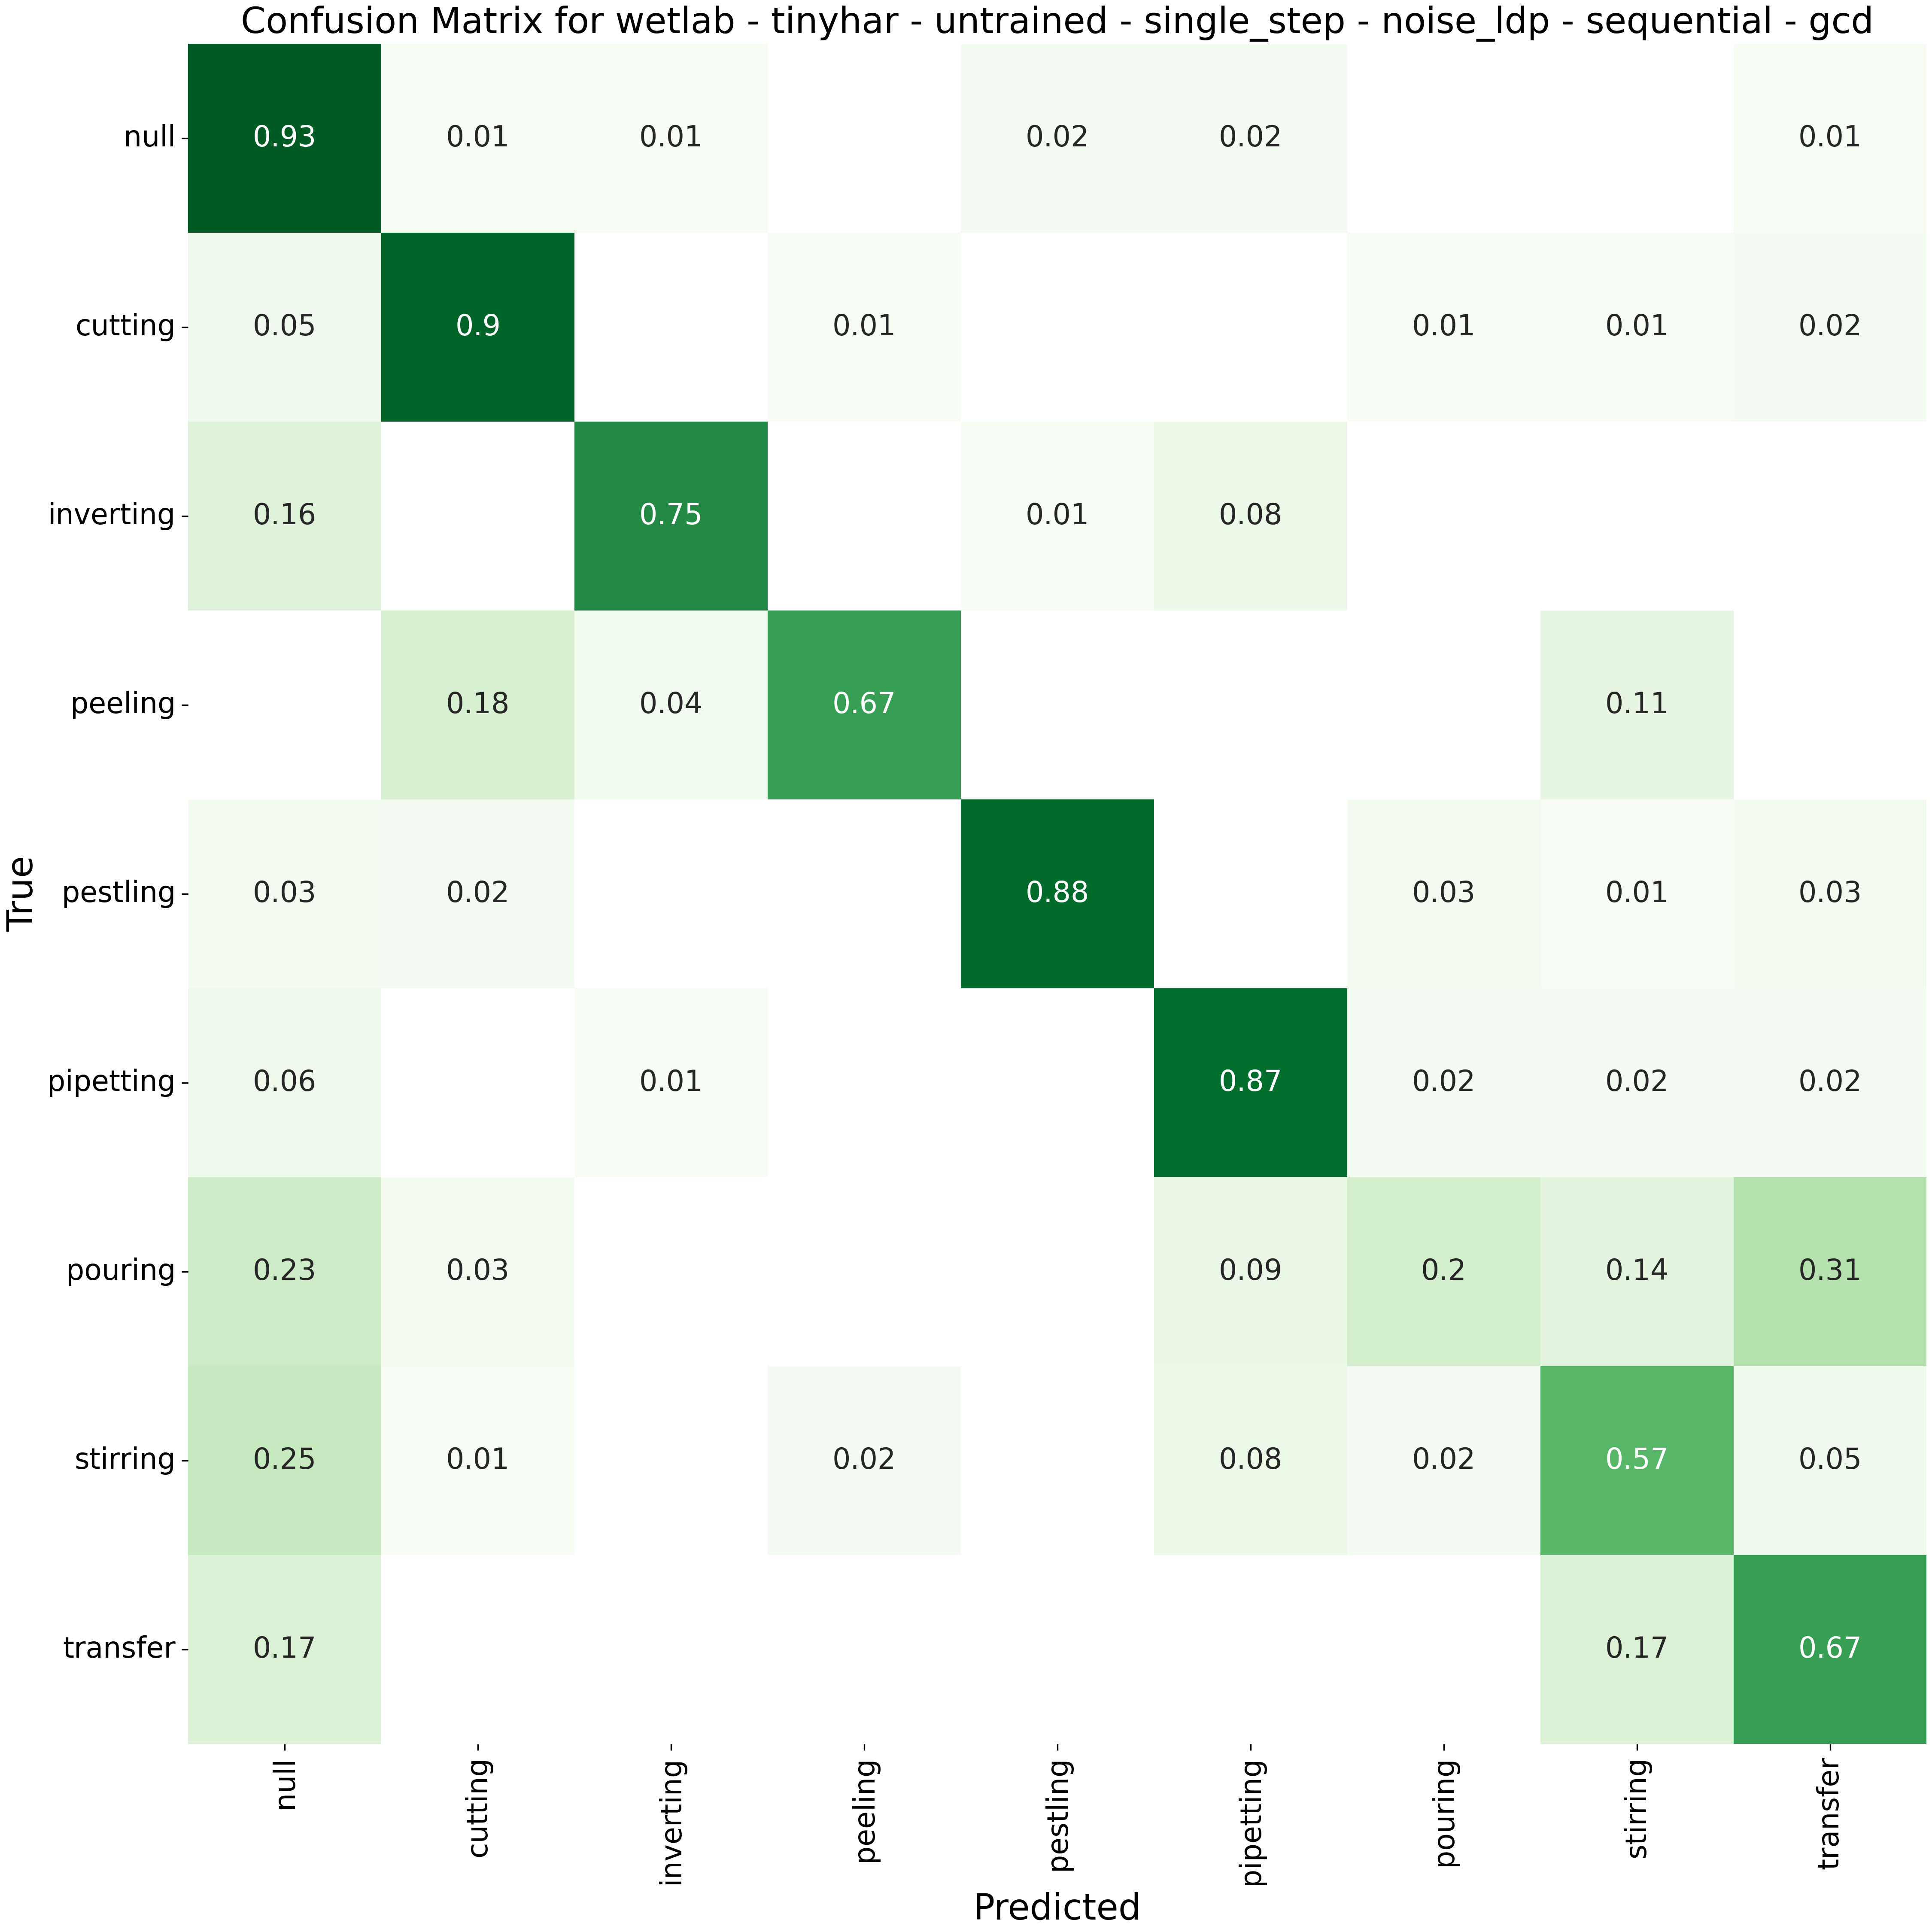 Confusion Matrix for wetlab - tinyhar - untrained - single_step - noise_ldp - sequential - gcd
null 0.93 0.01 0.01 0.02 0.02 0.01
cutting 0.05 0.9 0.01 0.01 0.01 0.02
inverting 0.16 0.75 0.01 0.08
peeling 0.18 0.04 0.67 0.11
pestling 0.03 0.02 0.88 0.03 0.01 0.03
pipetting 0.06 0.01 0.87 0.02 0.02 0.02
pouring 0.23 0.03 0.09 0.2 0.14 0.31
stirring 0.25 0.01 0.02 0.08 0.02 0.57 0.05
transfer 0.17 0.17 0.67
True
null cutting inverting peeling pestling pipetting pouring stirring transfer
Predicted